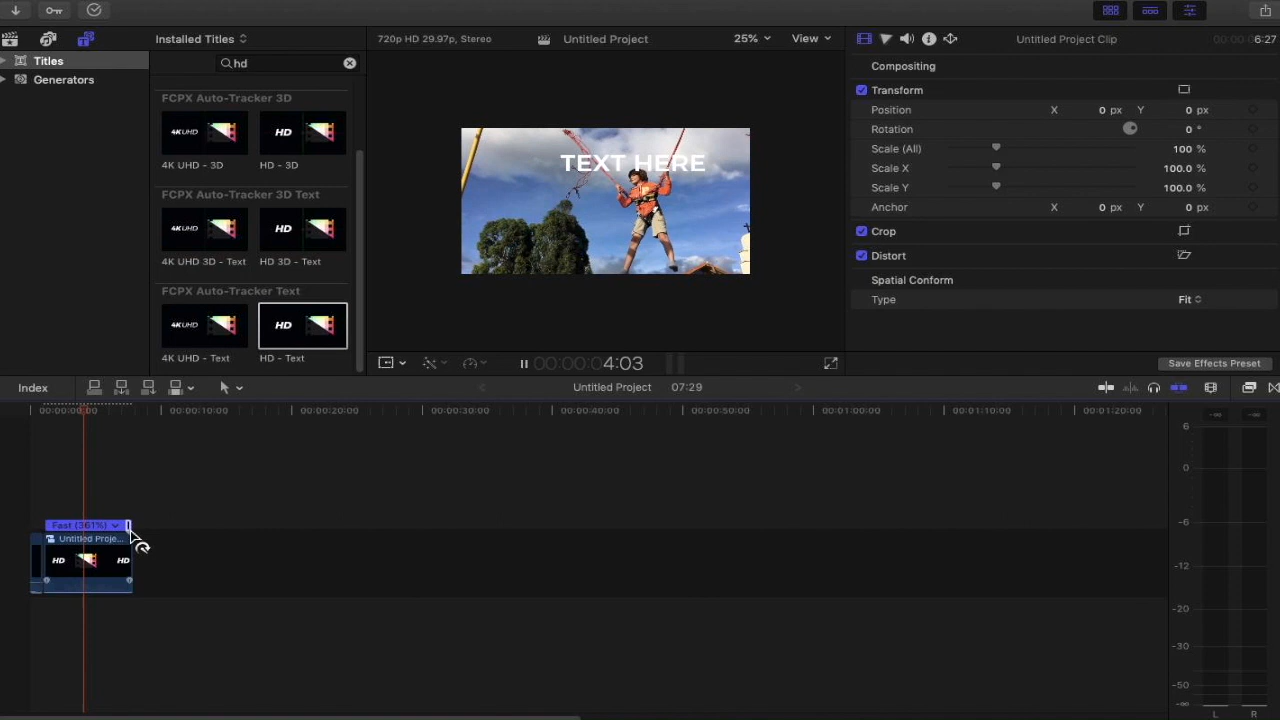 Installed Titles
720p HD 29.97p, Stereo
Untitled Project
25%
View
Untitled Project Clip
6:27
Titles
Generators
hd
FCPX Auto-Tracker 3D
4K UHD
HD
4K UHD - 3D
HD - 3D
FCPX Auto-Tracker 3D Text
4K UHD
HD
4K UHD 3D - Text
HD 3D - Text
FCPX Auto-Tracker Text
4K UHD
HD
4K UHD - Text
HD - Text
TEXT HERE
Compositing
Transform
Position X 0 px Y 0 px
Rotation 0 °
Scale (All) 100 %
Scale X 100.0 %
Scale Y 100.0 %
Anchor X 0 px Y 0 px
Crop
Distort
Spatial Conform
Type Fit
00:00:00:04:03
Save Effects Preset
Index
Untitled Project 07:29
00:00:00:00 00:00:10:00 00:00:20:00 00:00:30:00 00:00:40:00 00:00:50:00 00:01:00:00 00:01:10:00 00:01:20:00
Fast (361%)
Untitled Proje...
HD HD
6
0
-6
-12
-20
-30
-50
-∞
-∞ -∞
L R